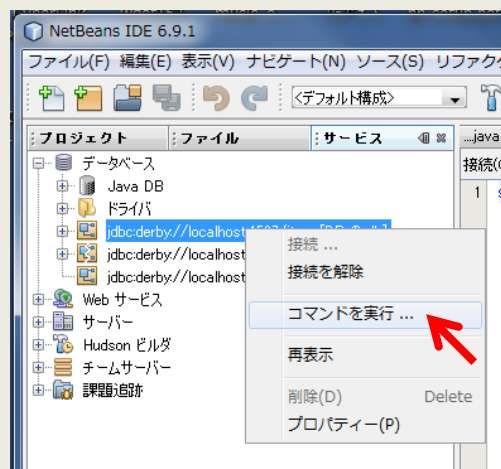 NetBeans IDE 6.9.1
ファイル(F) 編集(E) 表示(V) ナビゲート(N) ソース(S) リファク
<デフォルト構成>
プロジェクト ファイル サービス ....java
データベース 接続(
Java DB 1
ドライバ
jdbc:derby://localhost
jdbc:derby://localhost
jdbc:derby://localhost
Web サービス
サーバー
Hudson ビルダ
チームサーバー
課題追跡
接続 ...
接続を解除
コマンドを実行 ...
再表示
削除(D) Delete
プロパティー(P)